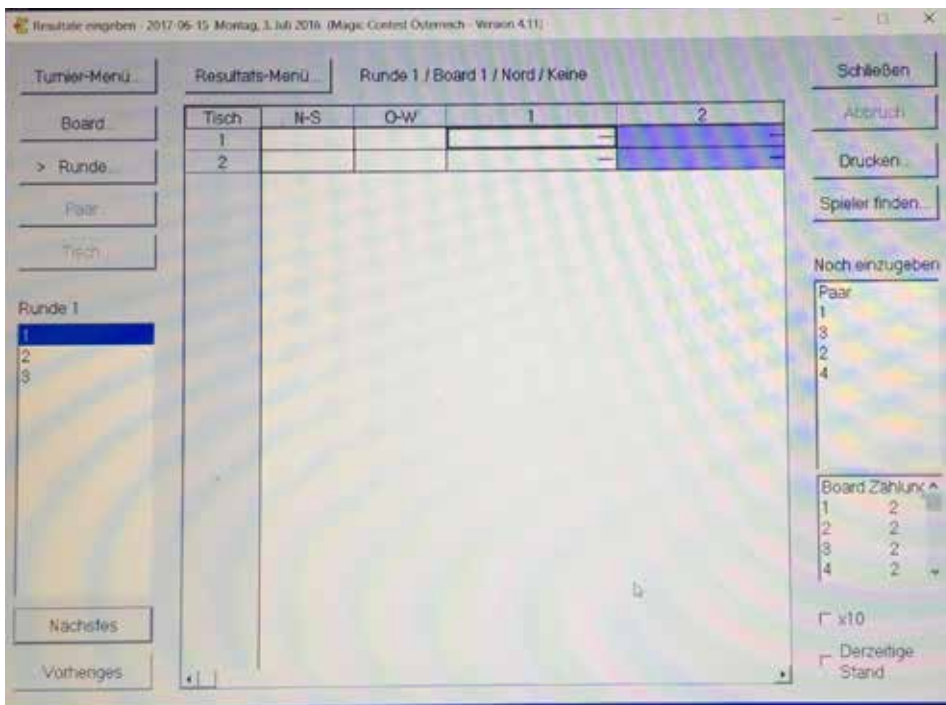 Resultate eingeben - 2017-06-15 Montag, 3. Juli 2016 (Magic Contest Österreich - Version 4.11)
Turnier-Menü...
Resultats-Menü...
Runde 1 / Board 1 / Nord / Keine
Schließen
Board...
Abbruch
> Runde...
Drucken...
Paar...
Spieler finden...
Tisch...
Tisch N-S O-W 1 2
1
2
Runde 1
1
2
3
Noch einzugeben
Paar
1
3
2
4
Board Zahlung
1 2
2 2
3 2
4 2
Nächstes
x10
Vorheriges
Derzeitige
Stand